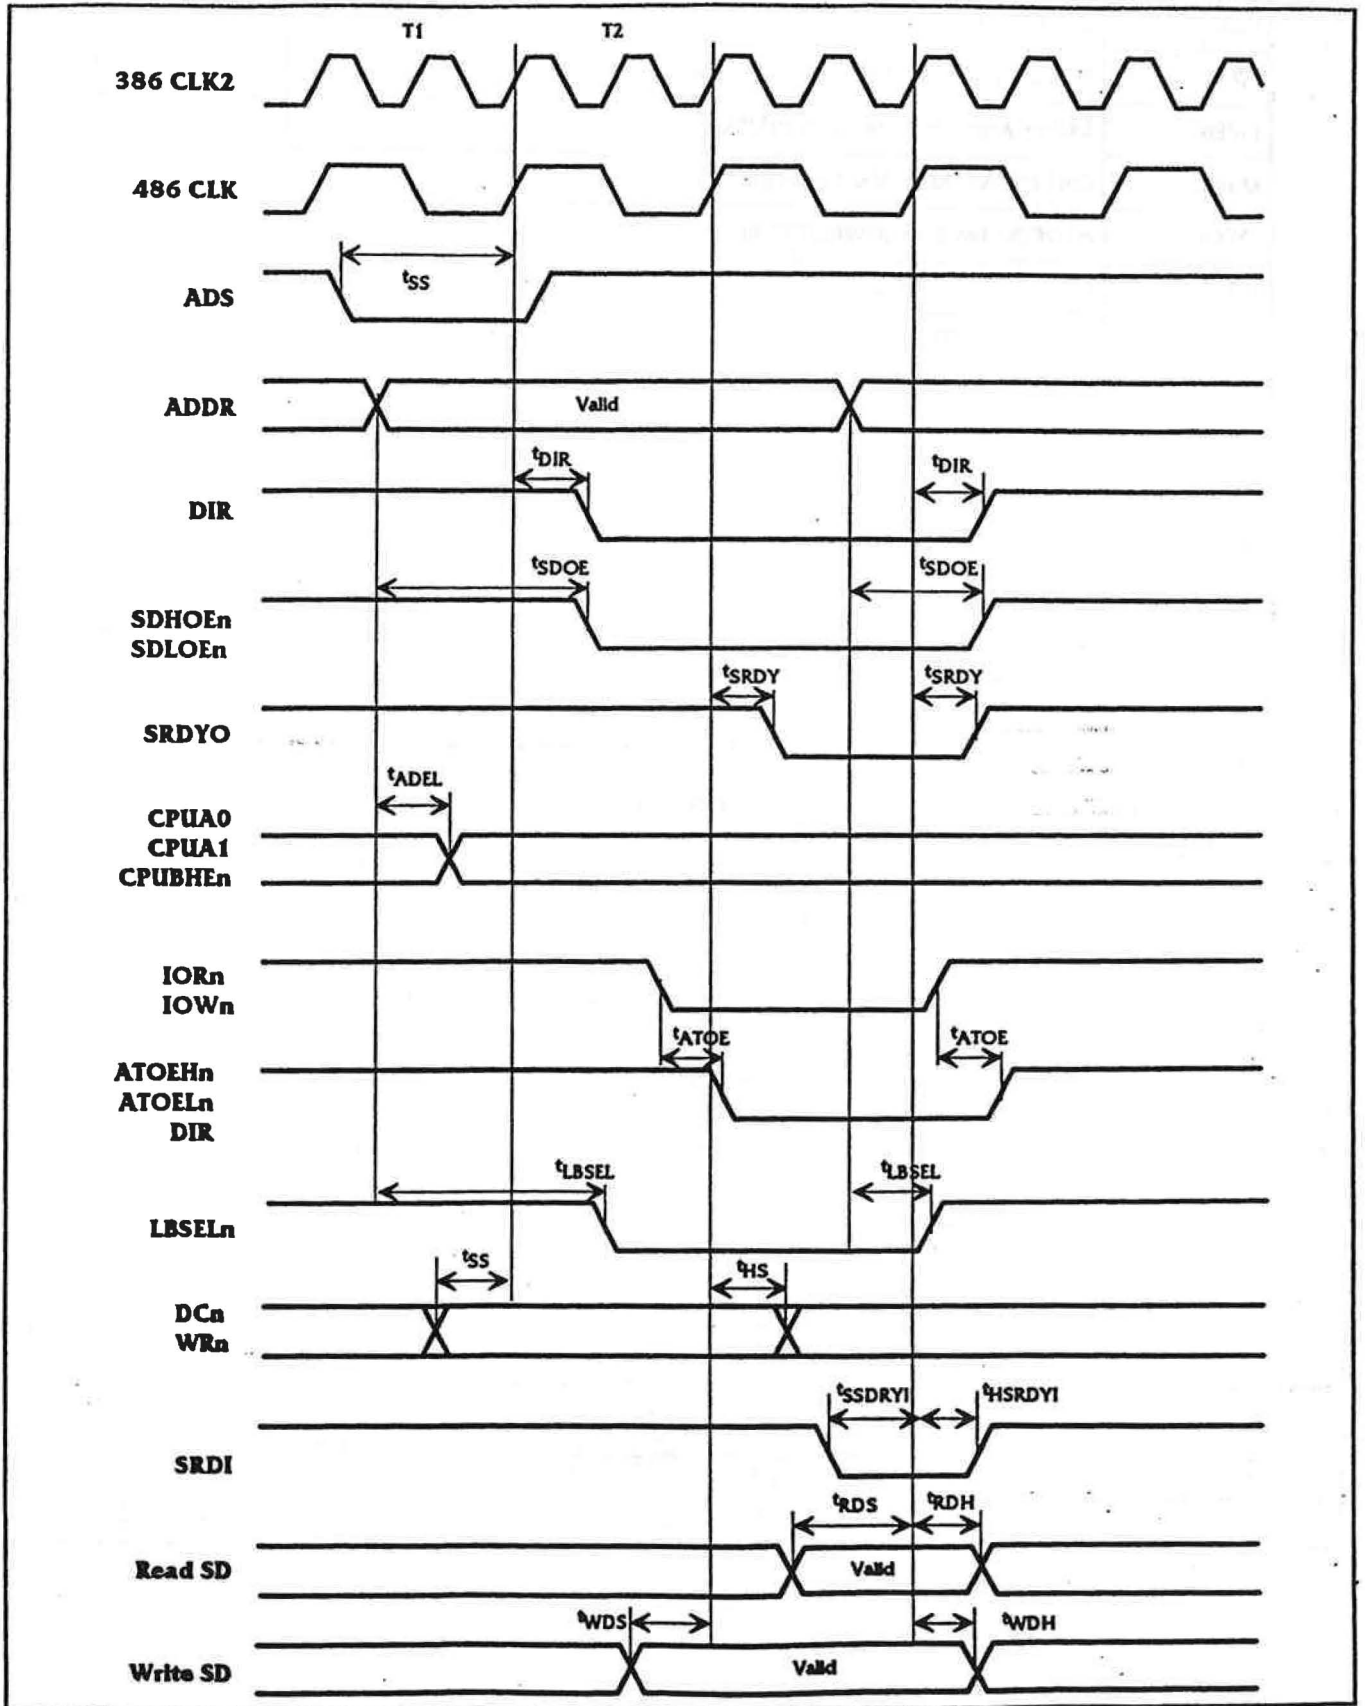 T1 T2
386 CLK2
486 CLK
tSS
ADS
ADDR Valid
tDIR tDIR
DIR
tSDOE tSDOE
SDHOEn
SDLOEn
tSRDY tSRDY
SRDYO
tADEL
CPUA0
CPUA1
CPUBHEn
IORn
IOWn
tATOE tATOE
ATOEHn
ATOELn
DIR
tLBSEL tLBSEL
LBSELn
tSS tHS
DCn
WRn
tSSDRYI tHSRDYI
SRDI
tRDS tRDH
Read SD Valid
tWDS tWDH
Write SD Valid